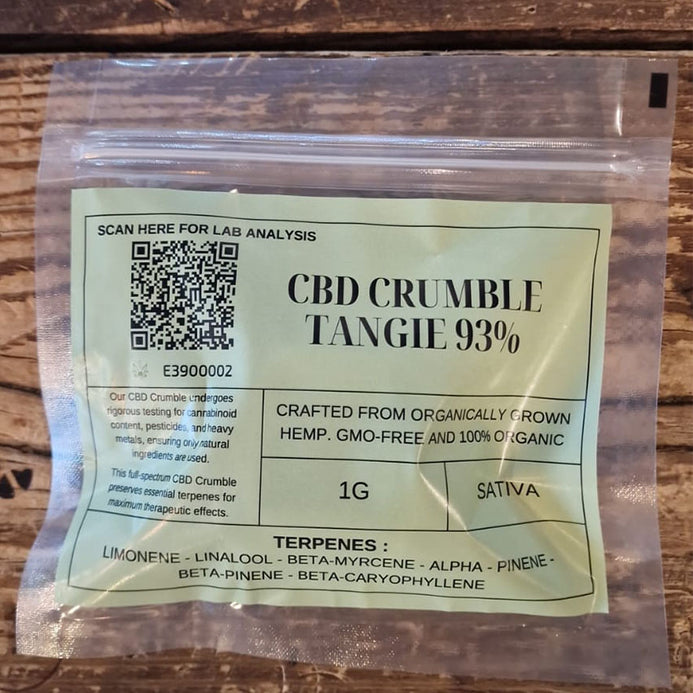 SCAN HERE FOR LAB ANALYSIS
E3900002
CBD CRUMBLE
TANGIE 93%
Our CBD Crumble undergoes
rigorous testing for cannabinoid
content, pesticides, and heavy
metals, ensuring only natural
ingredients are used.
This full-spectrum CBD Crumble
preserves essential terpenes for
maximum therapeutic effects.
CRAFTED FROM ORGANICALLY GROWN
HEMP. GMO-FREE AND 100% ORGANIC
1G
SATIVA
TERPENES :
LIMONENE - LINALOOL - BETA-MYRCENE - ALPHA - PINENE -
BETA-PINENE - BETA-CARYOPHYLLENE